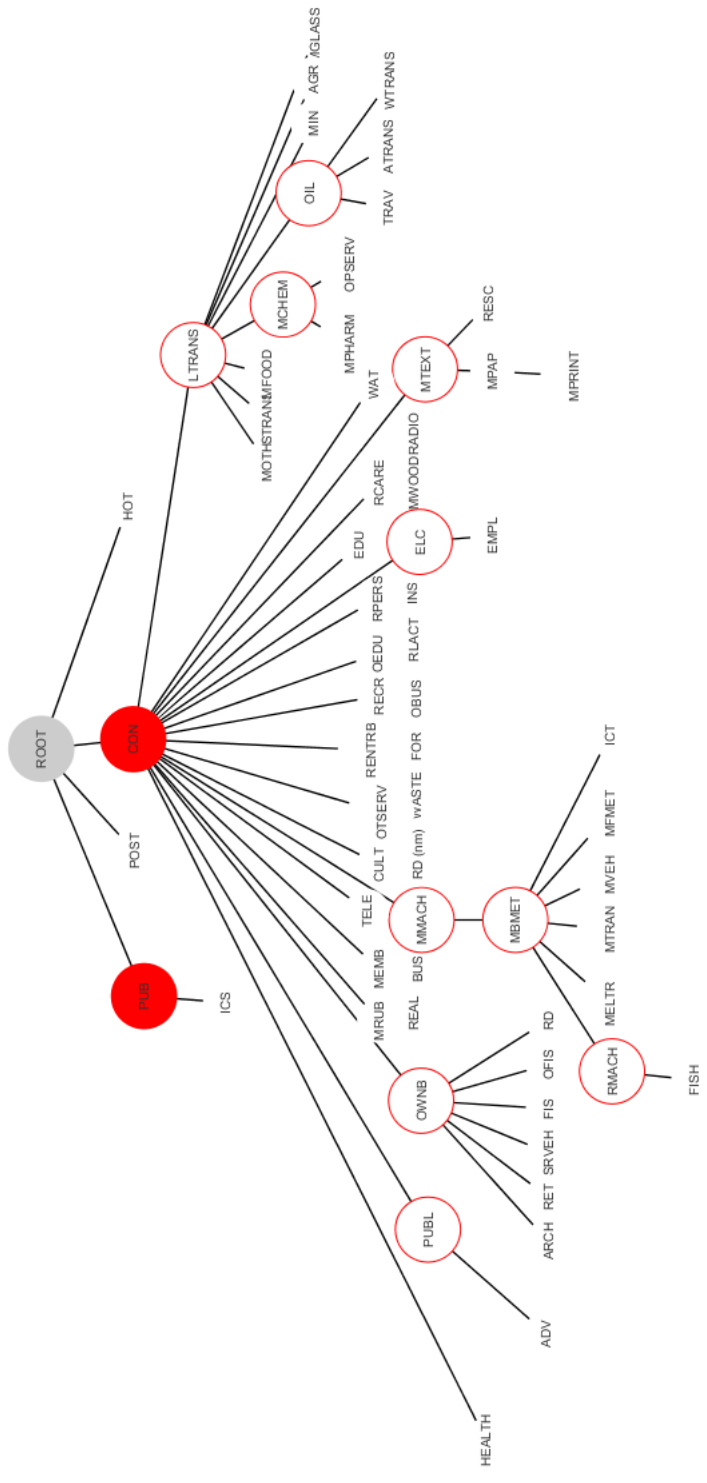 ROOT
HOT
POST
CON
PUB
ICS
LTRANS
MIN
AGR
OIL
WTRANS
ATRANS
TRAV
MCHEM
OPSERV
MPHARM
MFOOD
MOTH
WAT
MTEXT
RESC
MPAP
MPRINT
RCARE
MWOOD
RADIO
EDU
ELC
EMPL
RPERS
INS
OEDU
RLACT
RECR
OBUS
RENTRB
FOR
OTSERV
WASTE
CULT
RD (nm)
TELE
MMACH
MBMET
ICT
MFMET
MVEH
MTRAN
MELTR
RMACH
FISH
MEMB
BUS
MRUB
REAL
OWNB
RD
OFIS
FIS
SRVEH
RET
ARCH
PUBL
ADV
HEALTH